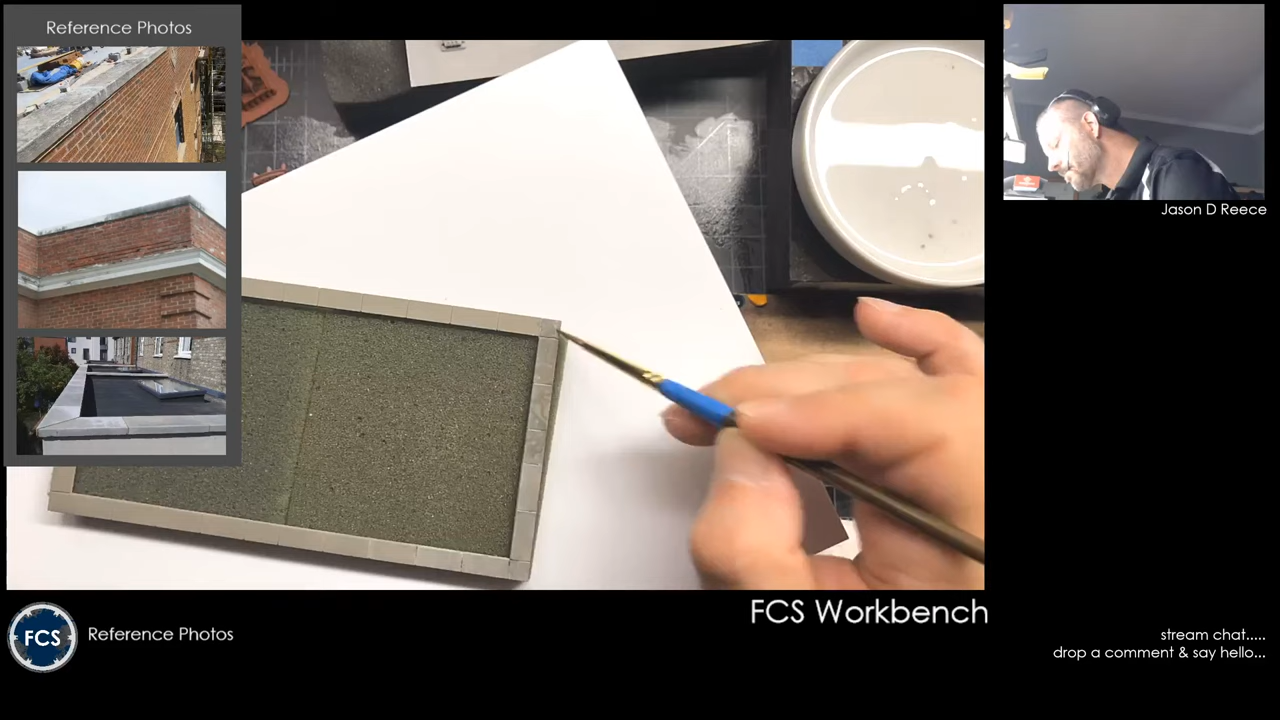 Reference Photos
Jason D Reece
FCS Workbench
FCS
Reference Photos
stream chat.....
drop a comment & say hello...